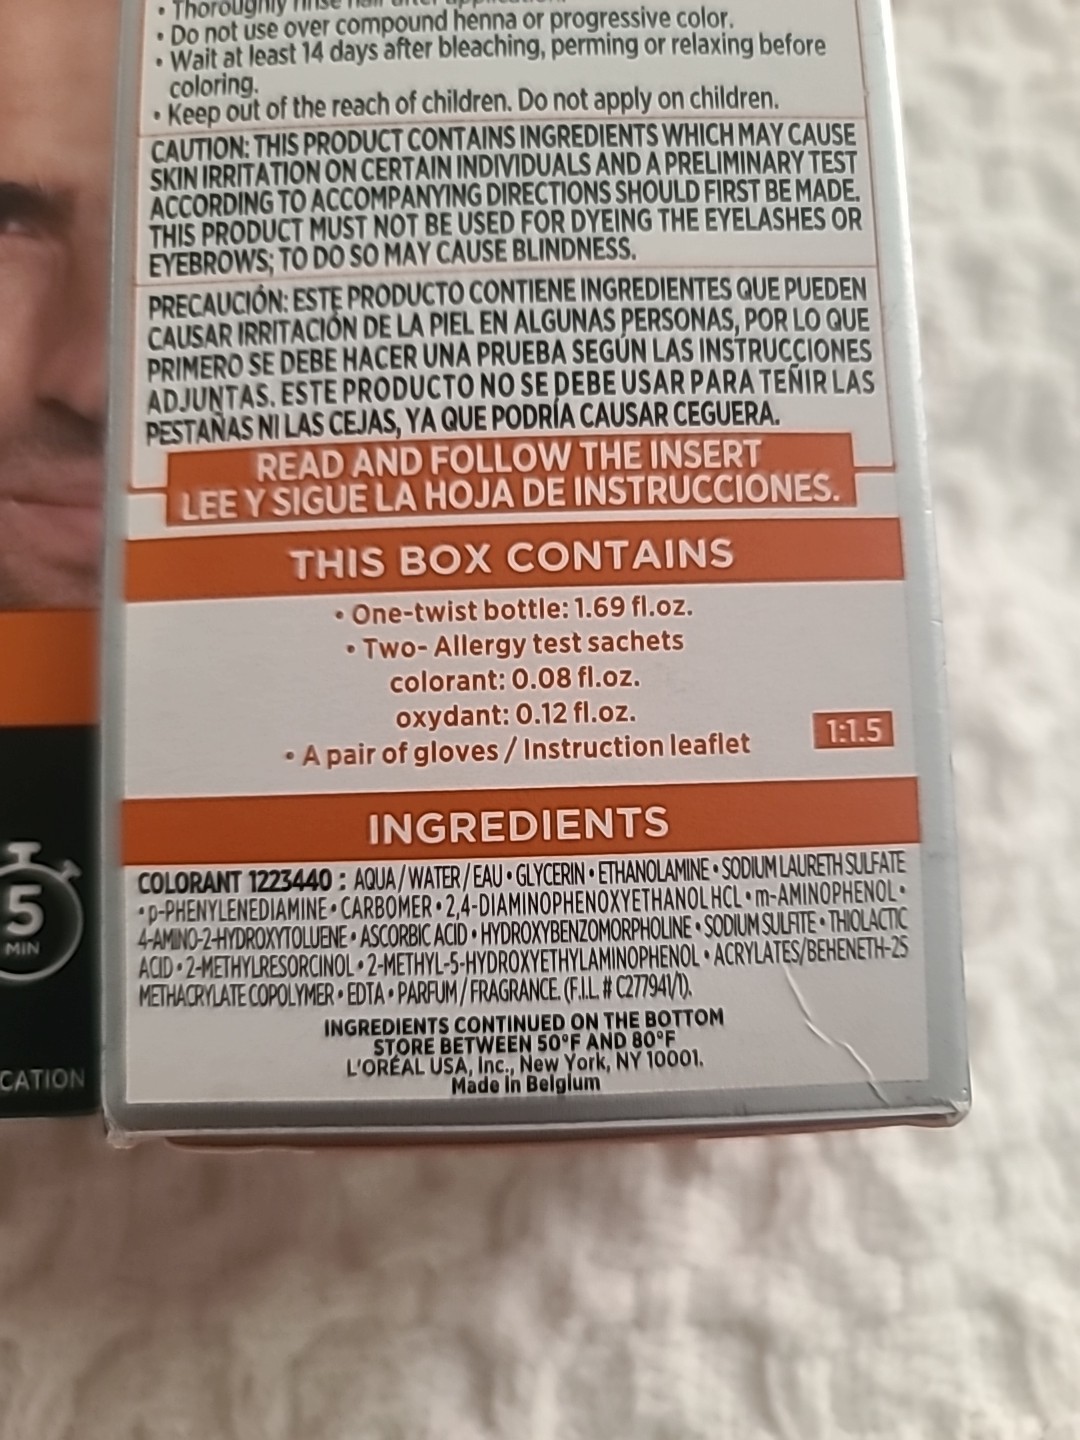 • Thoroughly rinse hair after application.
• Do not use over compound henna or progressive color.
• Wait at least 14 days after bleaching, perming or relaxing before
coloring.
• Keep out of the reach of children. Do not apply on children.
CAUTION: THIS PRODUCT CONTAINS INGREDIENTS WHICH MAY CAUSE
SKIN IRRITATION ON CERTAIN INDIVIDUALS AND A PRELIMINARY TEST
ACCORDING TO ACCOMPANYING DIRECTIONS SHOULD FIRST BE MADE.
THIS PRODUCT MUST NOT BE USED FOR DYEING THE EYELASHES OR
EYEBROWS; TO DO SO MAY CAUSE BLINDNESS.
PRECAUCIÓN: ESTE PRODUCTO CONTIENE INGREDIENTES QUE PUEDEN
CAUSAR IRRITACIÓN DE LA PIEL EN ALGUNAS PERSONAS, POR LO QUE
PRIMERO SE DEBE HACER UNA PRUEBA SEGÚN LAS INSTRUCCIONES
ADJUNTAS. ESTE PRODUCTO NO SE DEBE USAR PARA TEÑIR LAS
PESTAÑAS NI LAS CEJAS, YA QUE PODRÍA CAUSAR CEGUERA.
READ AND FOLLOW THE INSERT
LEE Y SIGUE LA HOJA DE INSTRUCCIONES.
THIS BOX CONTAINS
• One-twist bottle: 1.69 fl.oz.
• Two- Allergy test sachets
colorant: 0.08 fl.oz.
oxydant: 0.12 fl.oz.
• A pair of gloves / Instruction leaflet
1:1.5
INGREDIENTS
COLORANT 1223440 : AQUA / WATER / EAU • GLYCERIN • ETHANOLAMINE • SODIUM LAURETH SULFATE
• p-PHENYLENEDIAMINE • CARBOMER • 2,4-DIAMINOPHENOXYETHANOL HCL • m-AMINOPHENOL •
4-AMINO-2-HYDROXYTOLUENE • ASCORBIC ACID • HYDROXYBENZOMORPHOLINE • SODIUM SULFITE • THIOLACTIC
ACID • 2-METHYLRESORCINOL • 2-METHYL-5-HYDROXYETHYLAMINOPHENOL • ACRYLATES/BEHENETH-25
METHACRYLATE COPOLYMER • EDTA • PARFUM / FRAGRANCE. (F.I.L. # C277941/1).
INGREDIENTS CONTINUED ON THE BOTTOM
STORE BETWEEN 50°F AND 80°F
L'ORÉAL USA, Inc., New York, NY 10001.
Made in Belgium
5
MIN
CATION